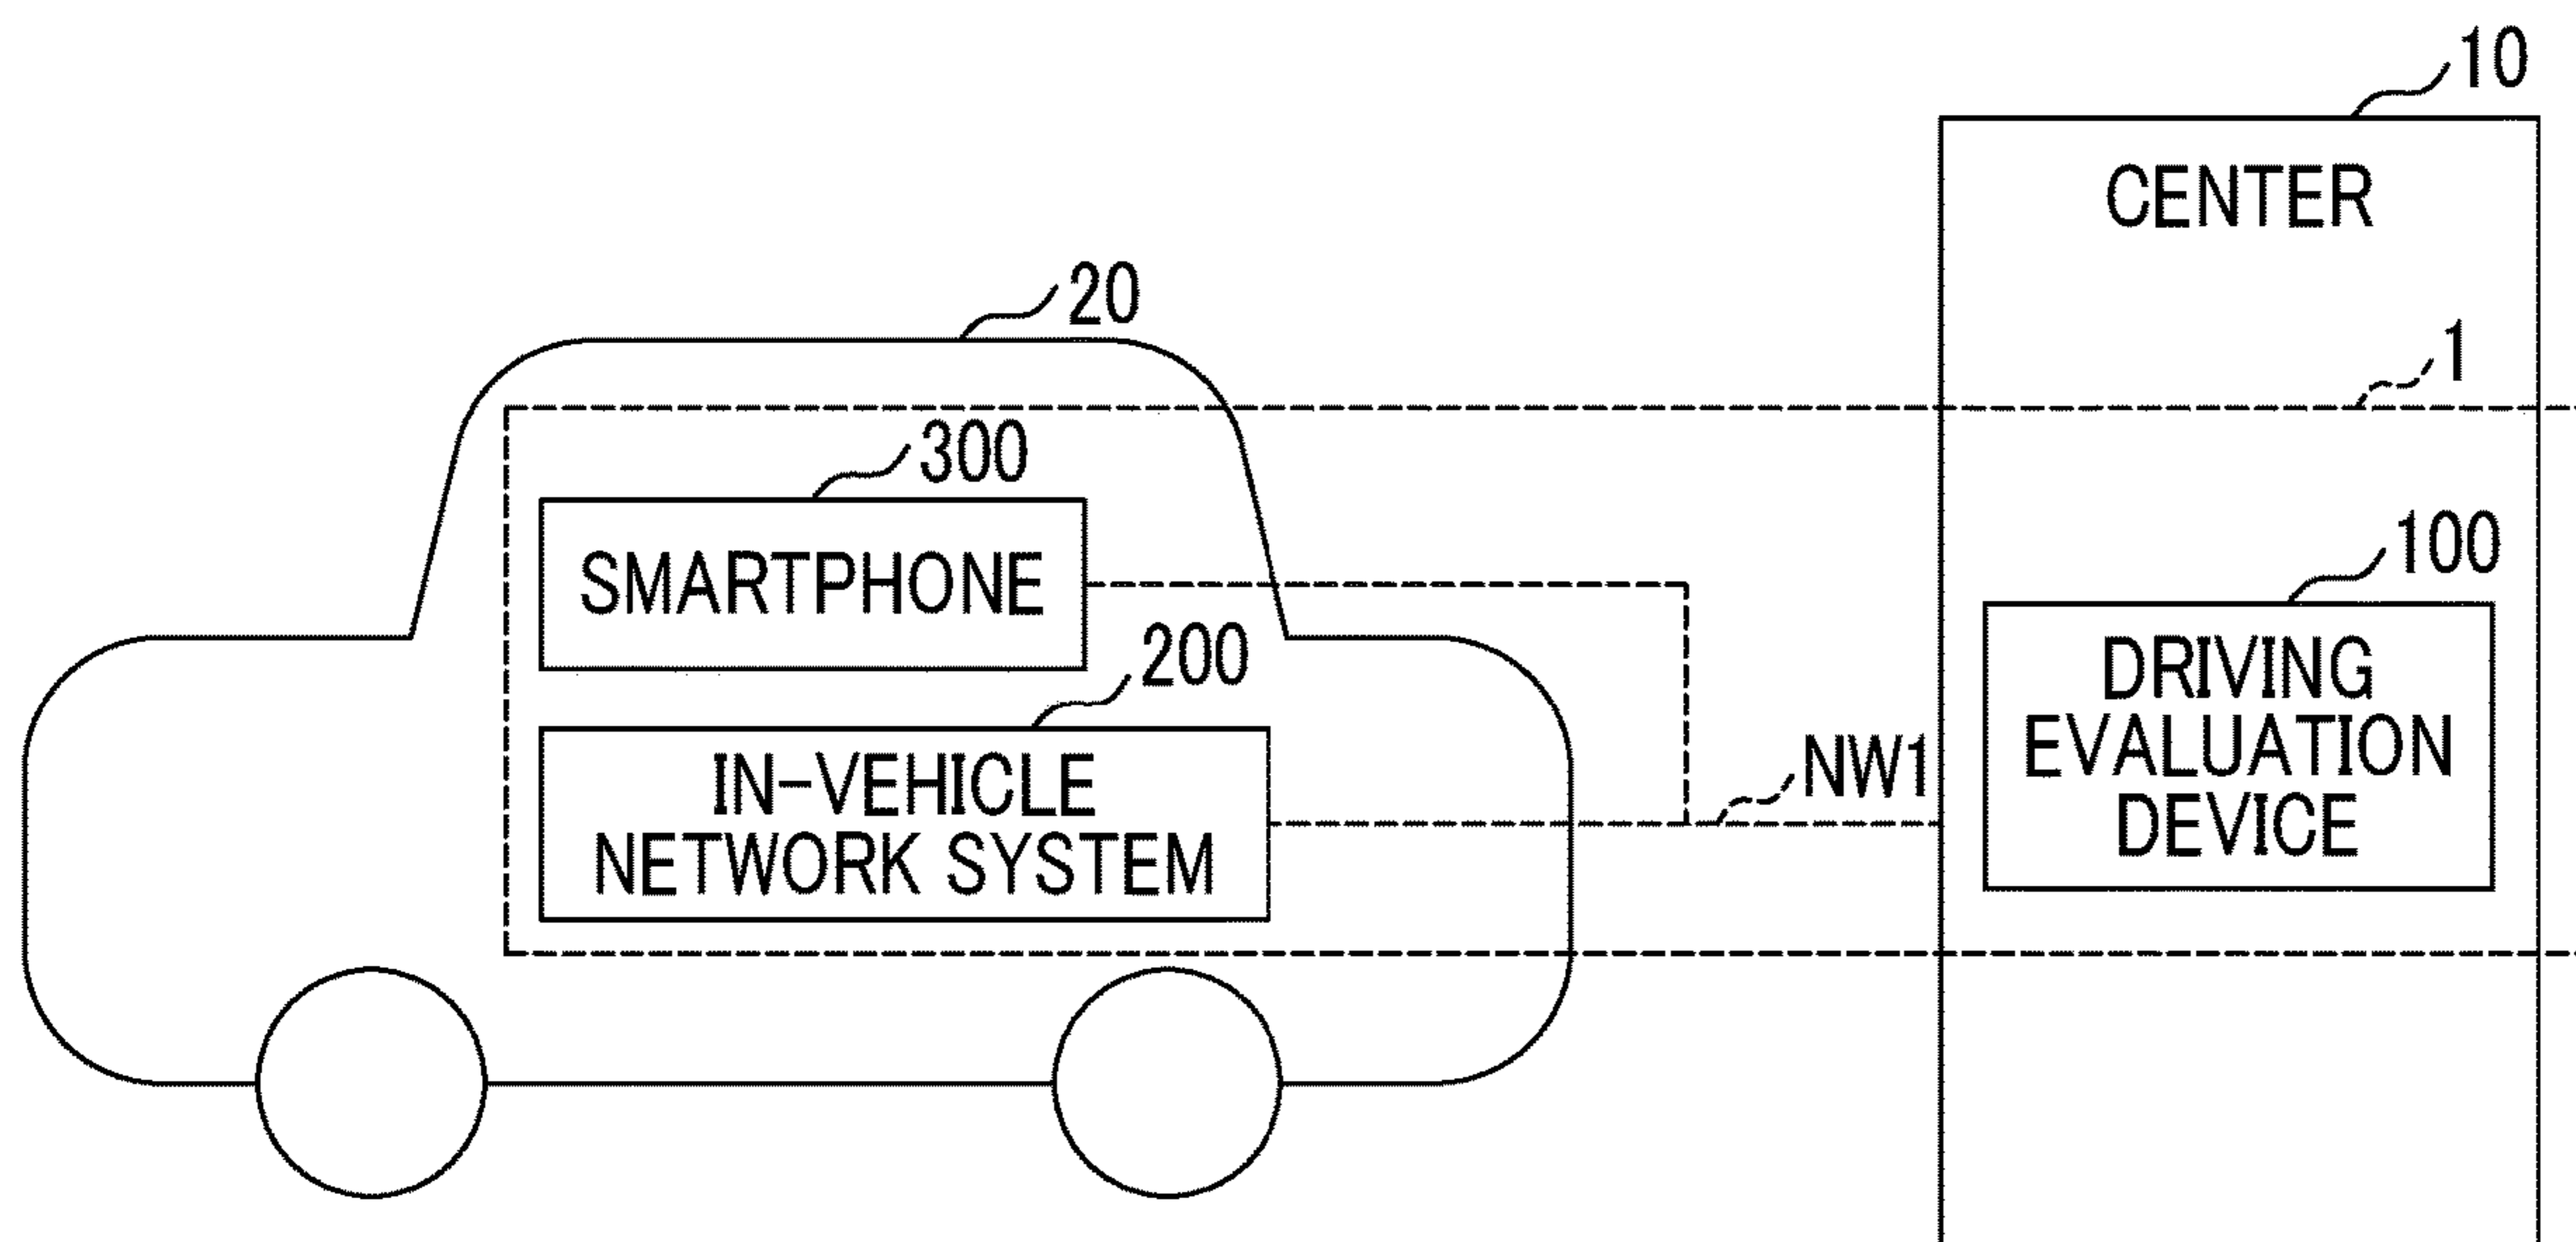 10
CENTER
20
1
300
SMARTPHONE
100
200
DRIVING
EVALUATION
DEVICE
NW1
IN-VEHICLE
NETWORK SYSTEM